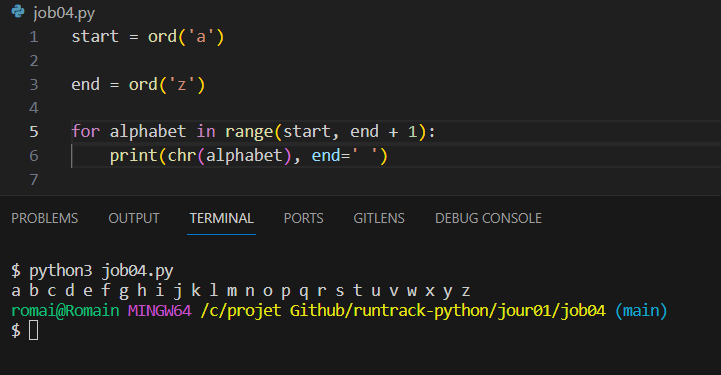 job04.py
1 start = ord('a')
2
3 end = ord('z')
4
5 for alphabet in range(start, end + 1):
6     print(chr(alphabet), end=' ')
7
PROBLEMS OUTPUT TERMINAL PORTS GITLENS DEBUG CONSOLE
$ python3 job04.py
a b c d e f g h i j k l m n o p q r s t u v w x y z
romai@Romain MINGW64 /c/projet Github/runtrack-python/jour01/job04 (main)
$